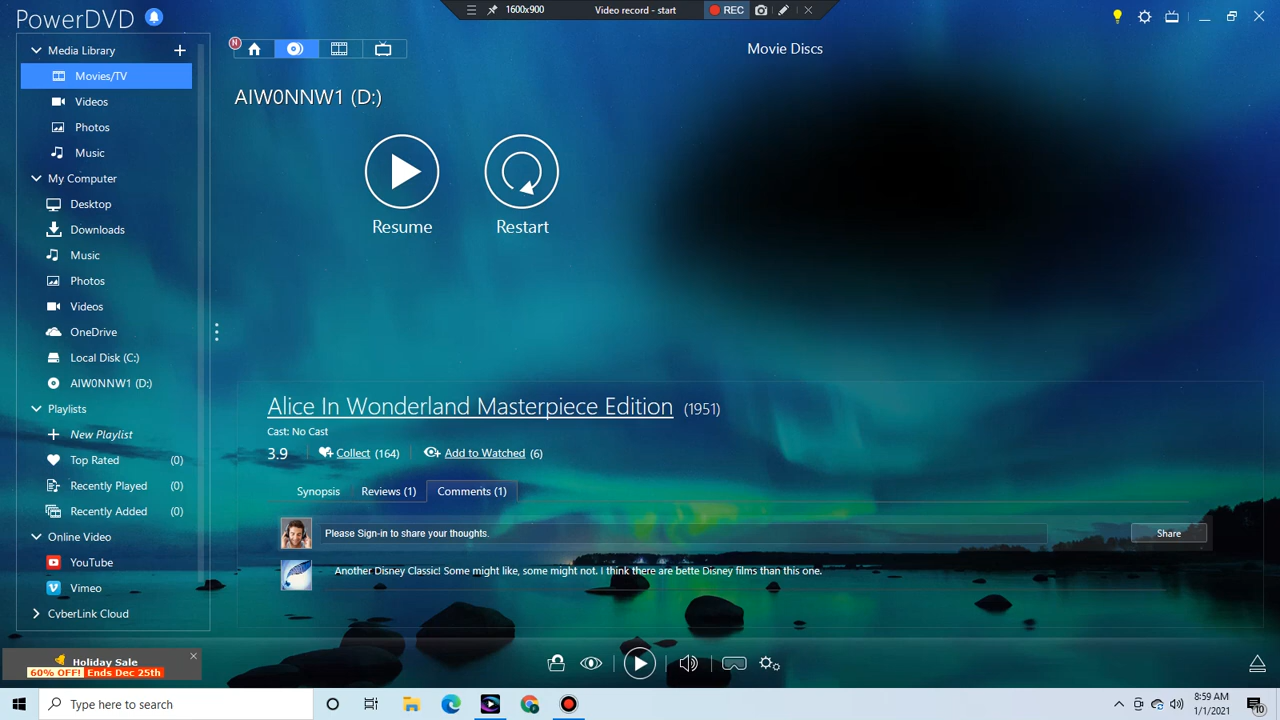 PowerDVD
1600x900
Video record - start
REC
Media Library
Movies/TV
Videos
Photos
Music
My Computer
Desktop
Downloads
Music
Photos
Videos
OneDrive
Local Disk (C:)
AIW0NNW1 (D:)
Playlists
New Playlist
Top Rated (0)
Recently Played (0)
Recently Added (0)
Online Video
YouTube
Vimeo
CyberLink Cloud
Holiday Sale
60% OFF! Ends Dec 25th
N
Movie Discs
AIW0NNW1 (D:)
Resume
Restart
Alice In Wonderland Masterpiece Edition (1951)
Cast: No Cast
3.9 Collect (164) Add to Watched (6)
Synopsis Reviews (1) Comments (1)
Please Sign-in to share your thoughts.
Share
Another Disney Classic! Some might like, some might not. I think there are bette Disney films than this one.
Type here to search
8:59 AM
1/1/2021
10